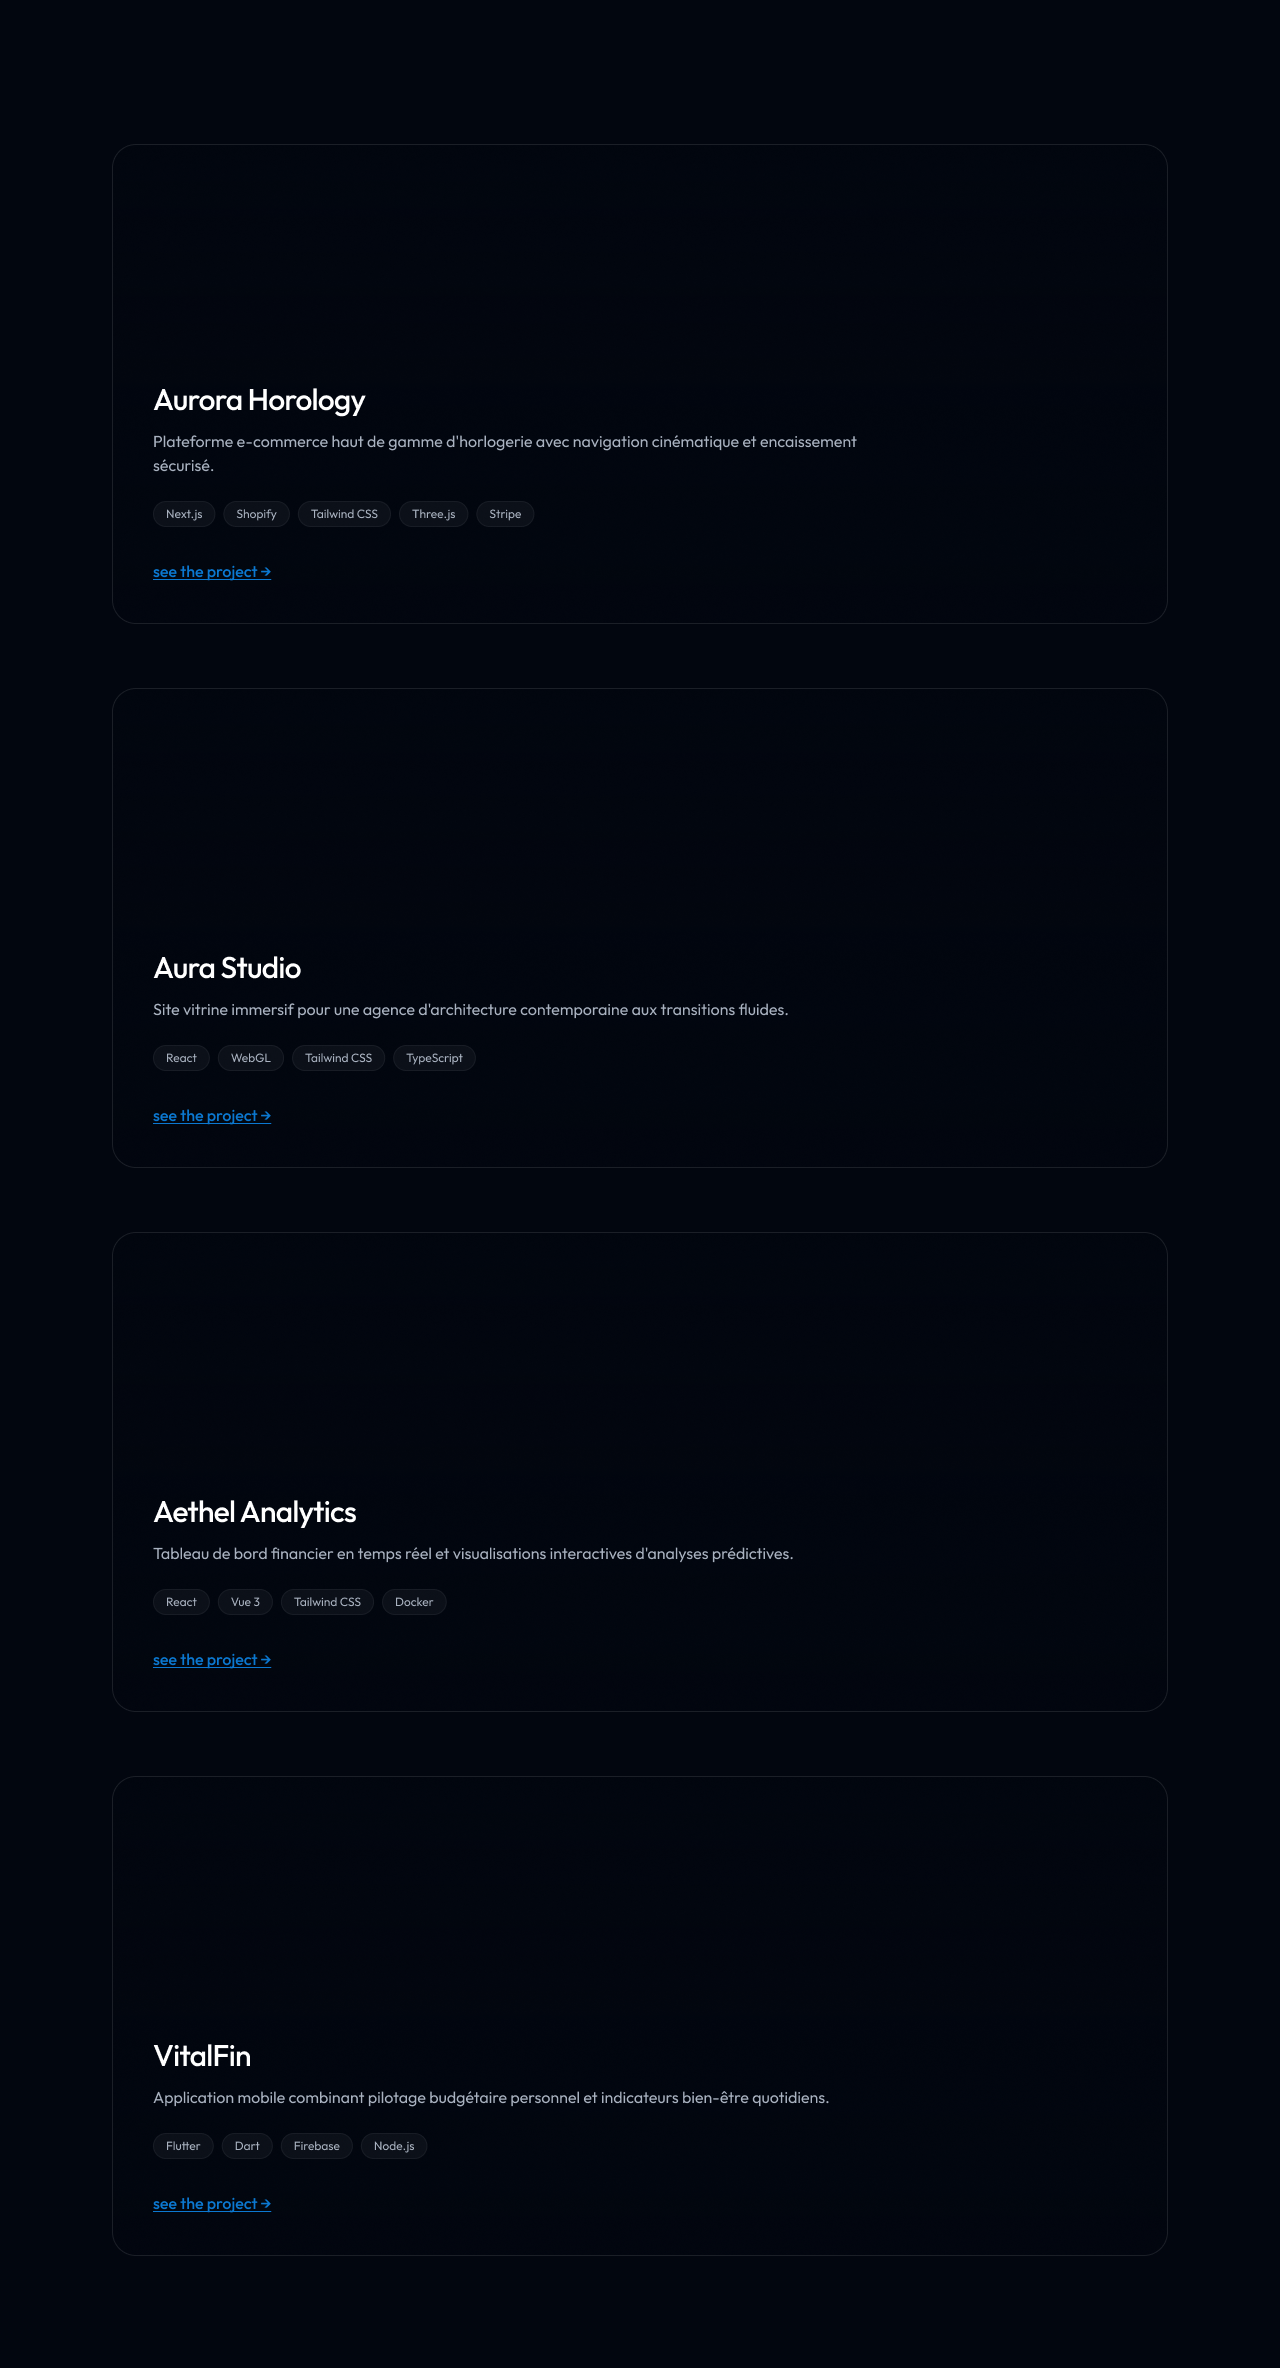 Aurora Horology
Plateforme e-commerce haut de gamme d'horlogerie avec navigation cinématique et encaissement
sécurisé.
Next.js Shopify Tailwind CSS Three.js Stripe
see the project →
Aura Studio
Site vitrine immersif pour une agence d'architecture contemporaine aux transitions fluides.
React WebGL Tailwind CSS TypeScript
see the project →
Aethel Analytics
Tableau de bord financier en temps réel et visualisations interactives d'analyses prédictives.
React Vue 3 Tailwind CSS Docker
see the project →
VitalFin
Application mobile combinant pilotage budgétaire personnel et indicateurs bien-être quotidiens.
Flutter Dart Firebase Node.js
see the project →